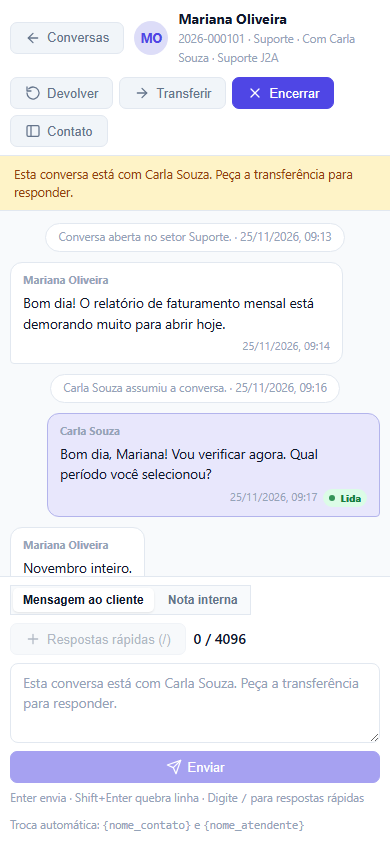 Conversas
MO
Mariana Oliveira
2026-000101 · Suporte · Com Carla
Souza · Suporte J2A
Devolver
Transferir
Encerrar
Contato
Esta conversa está com Carla Souza. Peça a transferência para
responder.
Conversa aberta no setor Suporte. · 25/11/2026, 09:13
Mariana Oliveira
Bom dia! O relatório de faturamento mensal está
demorando muito para abrir hoje.
25/11/2026, 09:14
Carla Souza assumiu a conversa. · 25/11/2026, 09:16
Carla Souza
Bom dia, Mariana! Vou verificar agora. Qual
período você selecionou?
25/11/2026, 09:17 Lida
Mariana Oliveira
Novembro inteiro.
Mensagem ao cliente
Nota interna
Respostas rápidas (/)
0 / 4096
Esta conversa está com Carla Souza. Peça a transferência
para responder.
Enviar
Enter envia · Shift+Enter quebra linha · Digite / para respostas rápidas
Troca automática: {nome_contato} e {nome_atendente}